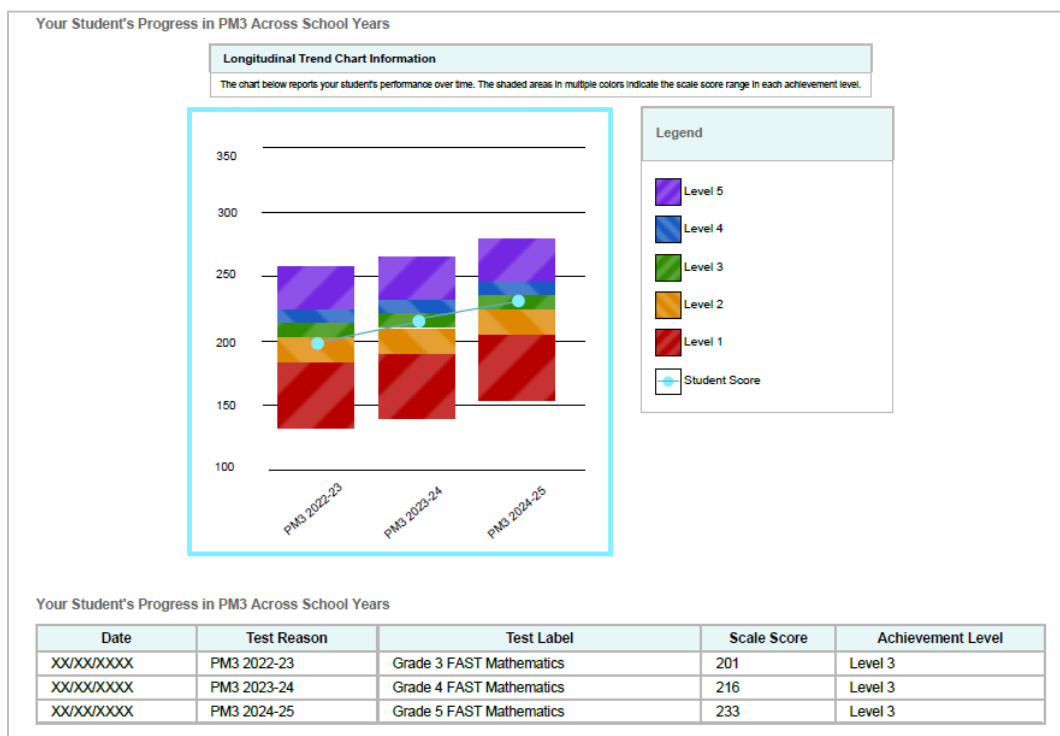 Your Student's Progress in PM3 Across School Years
Longitudinal Trend Chart Information
The chart below reports your student's performance over time. The shaded areas in multiple colors indicate the scale score range in each achievement level.
350
300
250
200
150
100
PM3 2022-23
PM3 2023-24
PM3 2024-25
Legend
Level 5
Level 4
Level 3
Level 2
Level 1
Student Score
Your Student's Progress in PM3 Across School Years
Date Test Reason Test Label Scale Score Achievement Level
XX/XX/XXXX PM3 2022-23 Grade 3 FAST Mathematics 201 Level 3
XX/XX/XXXX PM3 2023-24 Grade 4 FAST Mathematics 216 Level 3
XX/XX/XXXX PM3 2024-25 Grade 5 FAST Mathematics 233 Level 3